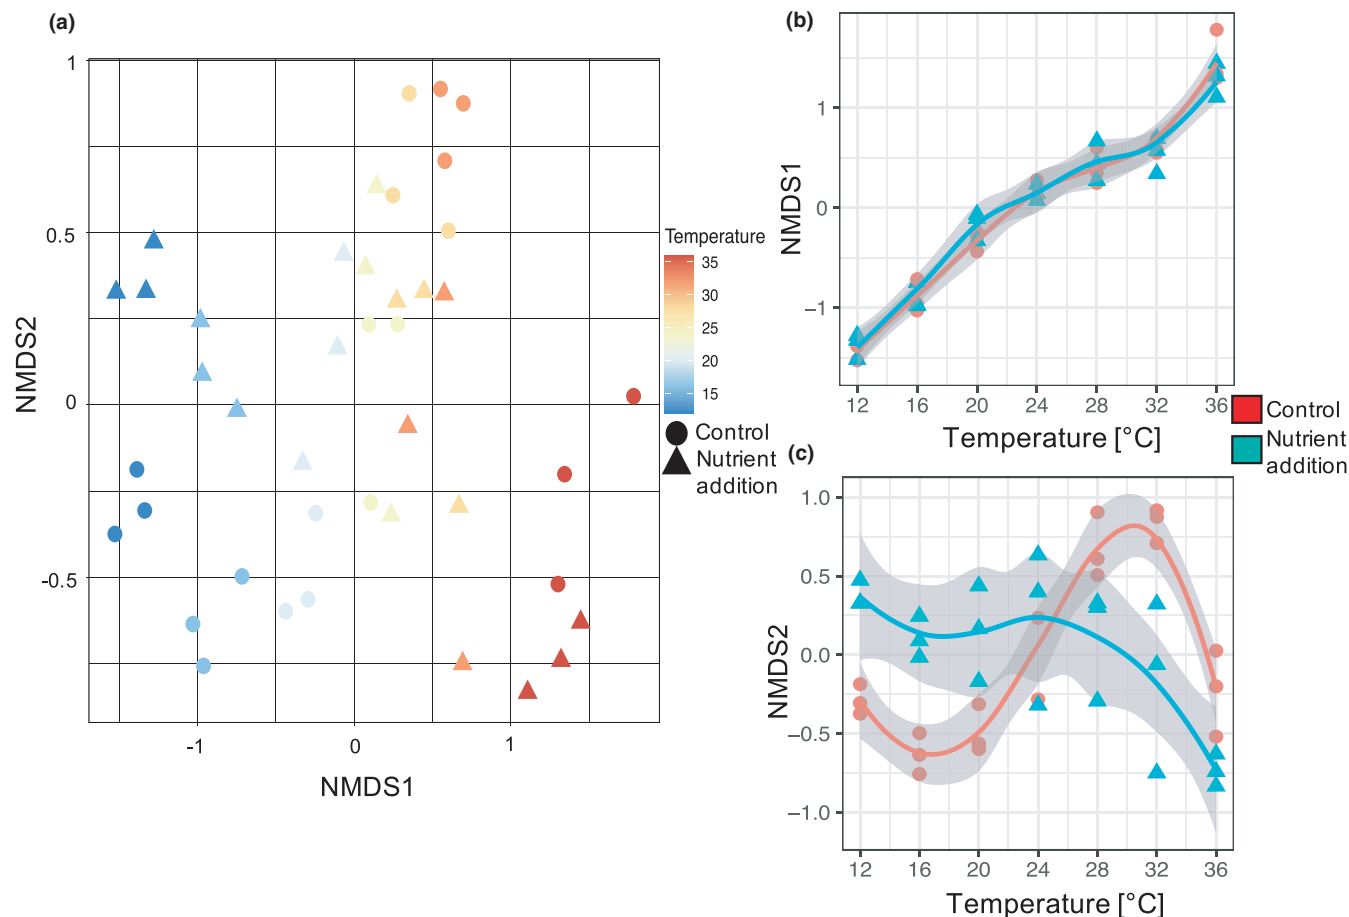 (a)
1
0.5
0
-0.5
NMDS2
-1
0
1
NMDS1
Temperature
35
30
25
20
15
Control
Nutrient
addition
(b)
1
0
−1
NMDS1
12
16
20
24
28
32
36
Temperature [°C]
Control
Nutrient
addition
(c)
1.0
0.5
0.0
−0.5
−1.0
NMDS2
12
16
20
24
28
32
36
Temperature [°C]